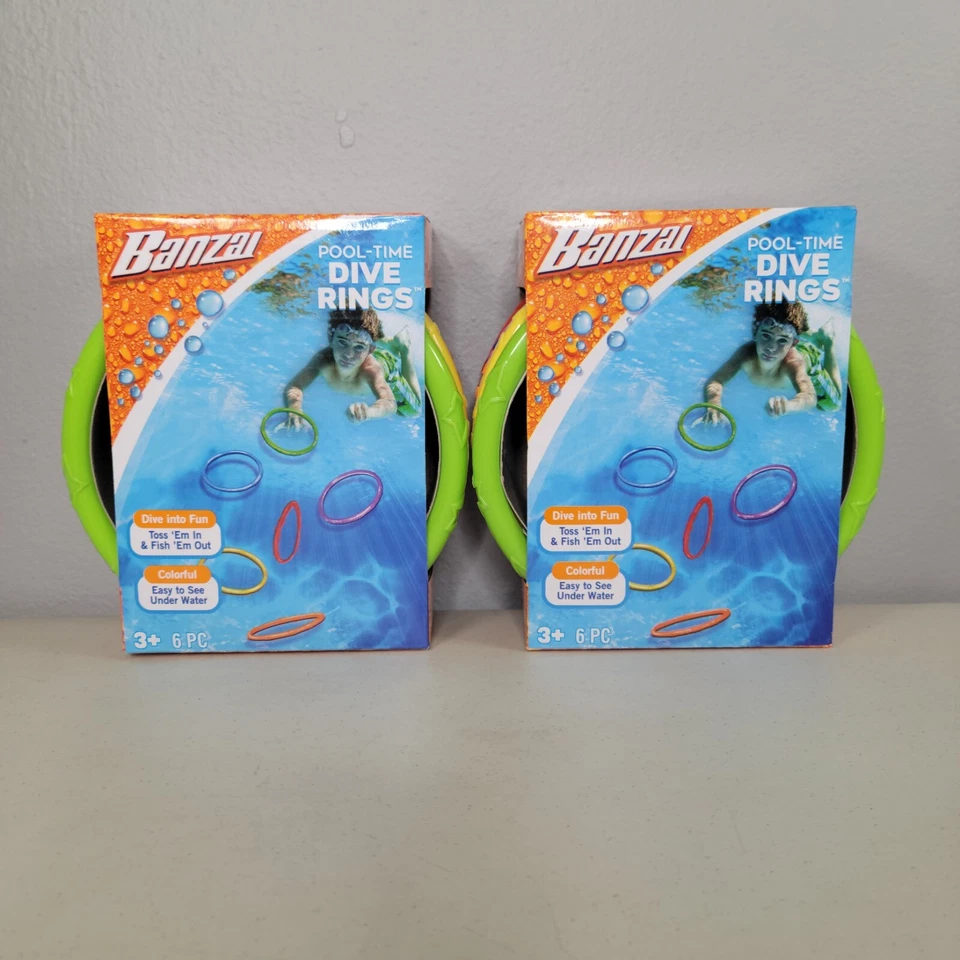 Banzai
POOL-TIME
DIVE
RINGS™
Dive into Fun
Toss 'Em In
& Fish 'Em Out
Colorful
Easy to See
Under Water
3+ 6 PC
Banzai
POOL-TIME
DIVE
RINGS™
Dive into Fun
Toss 'Em In
& Fish 'Em Out
Colorful
Easy to See
Under Water
3+ 6 PC